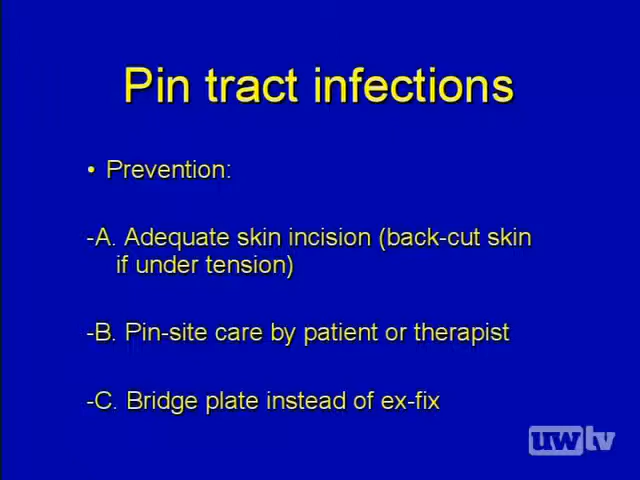 Pin tract infections
• Prevention:
-A. Adequate skin incision (back-cut skin
if under tension)
-B. Pin-site care by patient or therapist
-C. Bridge plate instead of ex-fix
uwtv